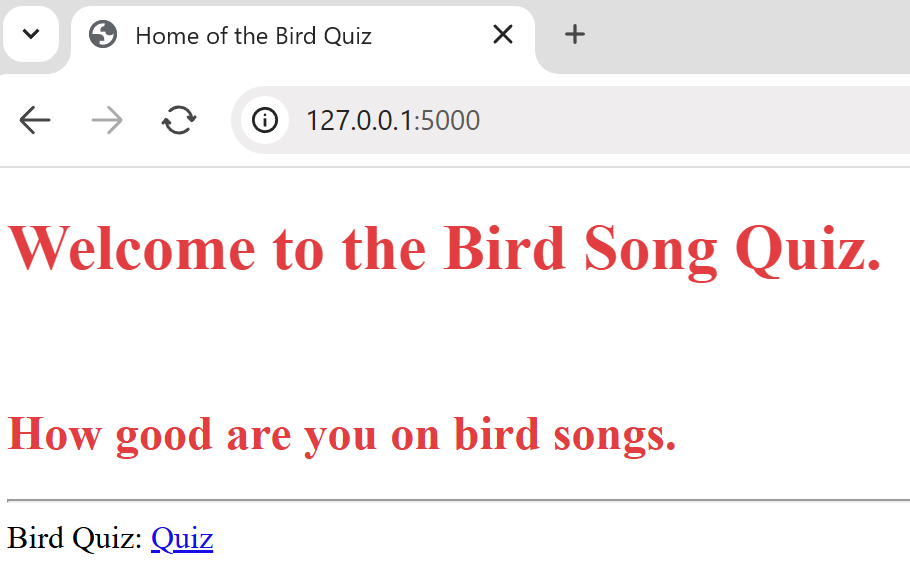 Home of the Bird Quiz
127.0.0.1:5000
Welcome to the Bird Song Quiz.
How good are you on bird songs.
Bird Quiz: Quiz